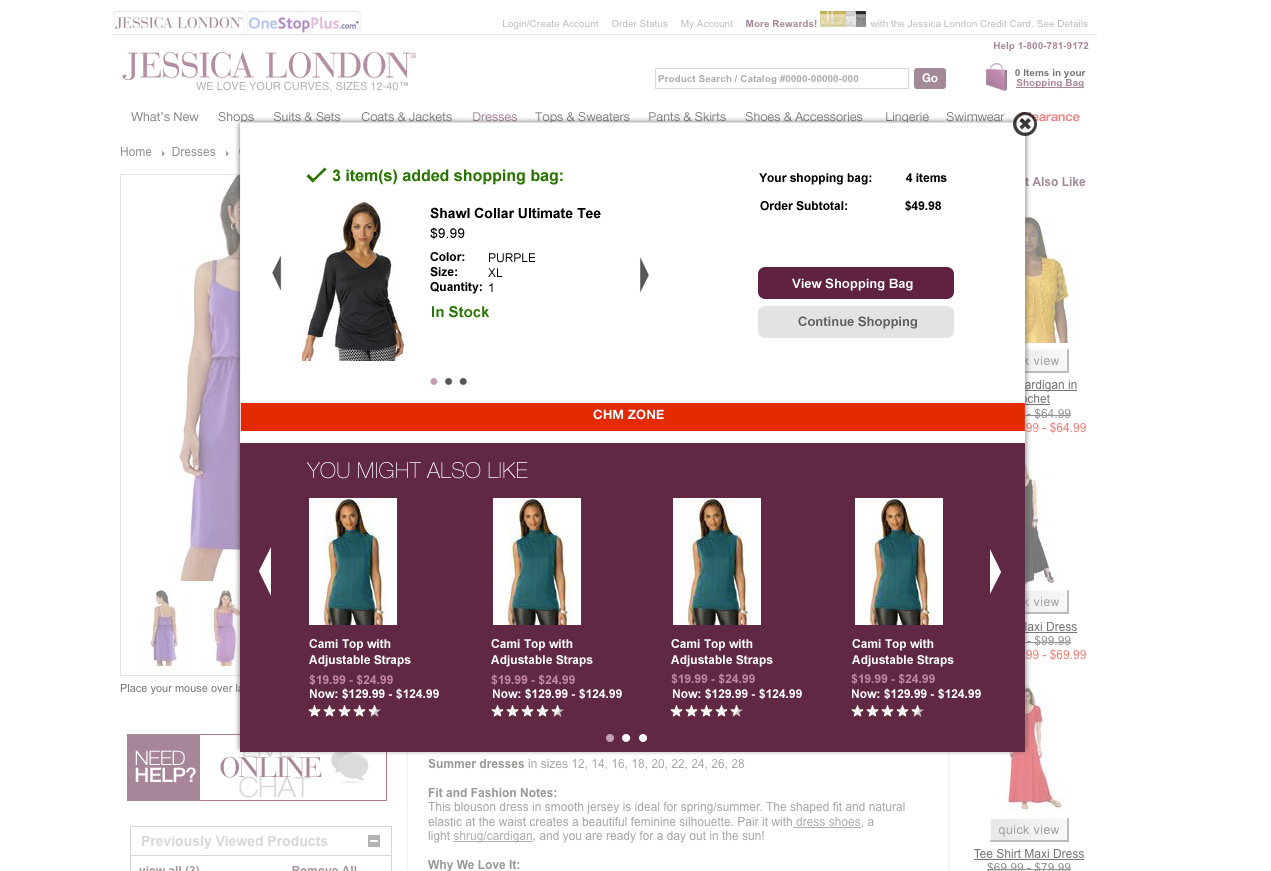 JESSICA LONDON OneStopPlus.com®
Login/Create Account Order Status My Account More Rewards! with the Jessica London Credit Card. See Details
Help 1-800-781-9172
JESSICA LONDON®
WE LOVE YOUR CURVES, SIZES 12-40™
Product Search / Catalog #0000-00000-000 Go
0 Items in your
Shopping Bag
What's New Shops Suits & Sets Coats & Jackets Dresses Tops & Sweaters Pants & Skirts Shoes & Accessories Lingerie Swimwear earance
Home Dresses
3 item(s) added shopping bag:
Shawl Collar Ultimate Tee
$9.99
Color: PURPLE
Size: XL
Quantity: 1
In Stock
Your shopping bag: 4 items
Order Subtotal: $49.98
View Shopping Bag
Continue Shopping
CHM ZONE
YOU MIGHT ALSO LIKE
Cami Top with
Adjustable Straps
$19.99 - $24.99
Now: $129.99 - $124.99
Cami Top with
Adjustable Straps
$19.99 - $24.99
Now: $129.99 - $124.99
Cami Top with
Adjustable Straps
$19.99 - $24.99
Now: $129.99 - $124.99
Cami Top with
Adjustable Straps
$19.99 - $24.99
Now: $129.99 - $124.99
t Also Like
k view
ardigan in
ochet
- $64.99
99 - $64.99
k view
axi Dress
- $99.99
99 - $69.99
quick view
Tee Shirt Maxi Dress
$69.99 - $79.99
Place your mouse over
NEED
HELP?
ONLINE
CHAT
Previously Viewed Products
view all (3) Remove All
Summer dresses in sizes 12, 14, 16, 18, 20, 22, 24, 26, 28
Fit and Fashion Notes:
This blouson dress in smooth jersey is ideal for spring/summer. The shaped fit and natural
elastic at the waist creates a beautiful feminine silhouette. Pair it with dress shoes, a
light shrug/cardigan, and you are ready for a day out in the sun!
Why We Love It: